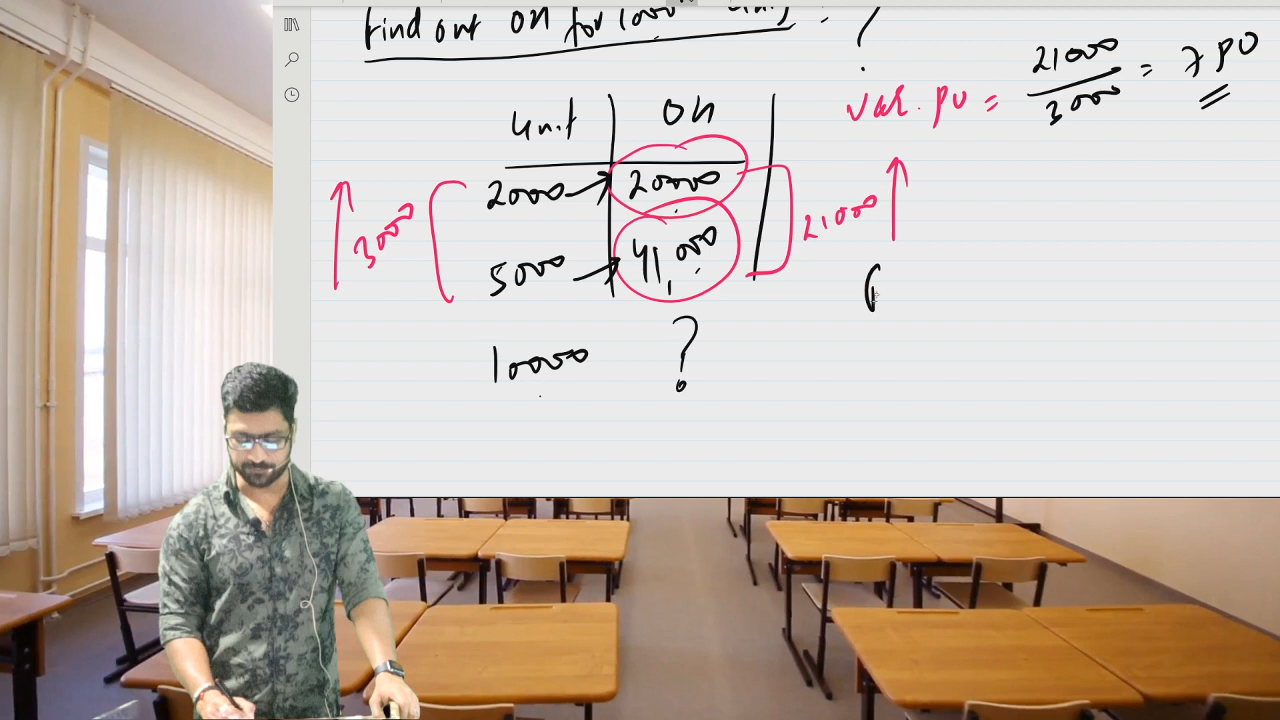 Find out OH for 10000 units = ?
Var. PU = 21000 / 3000 = 7 PU
Unit OH
2000 → 20000
3000
21000
5000 → 41,000
(
10000 ?